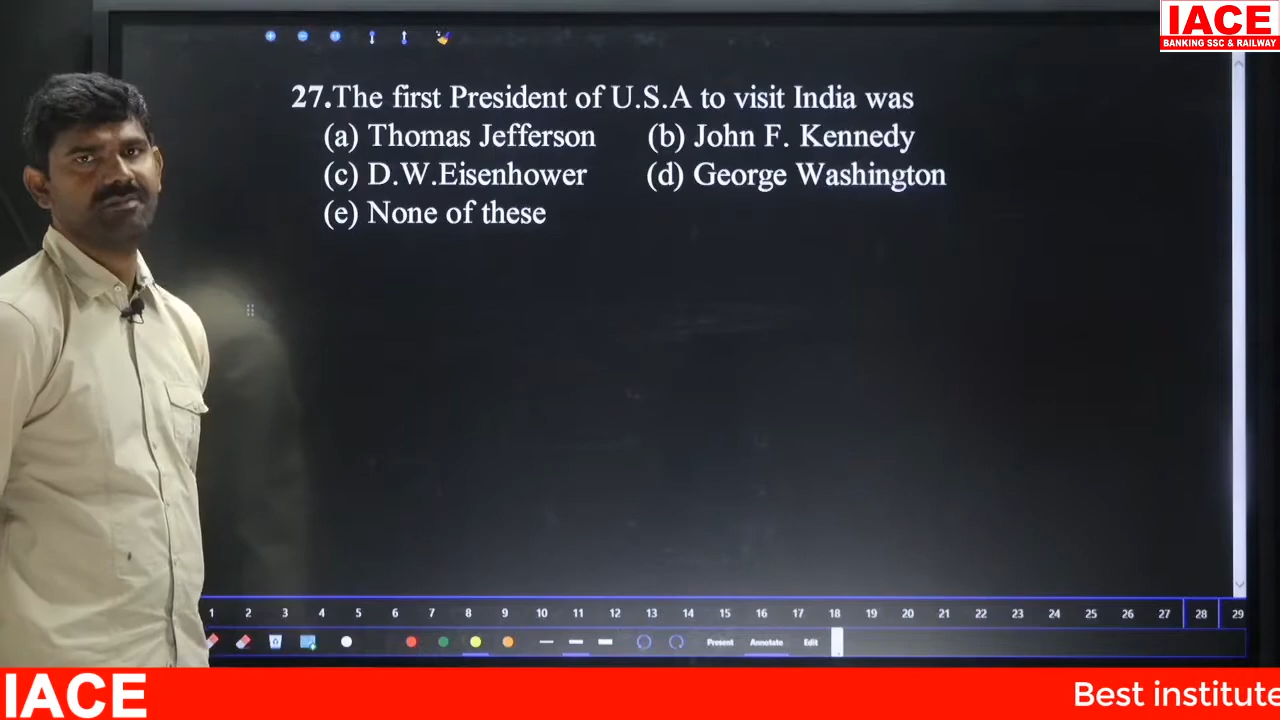 IACE
BANKING SSC & RAILWAY
27.The first President of U.S.A to visit India was
(a) Thomas Jefferson (b) John F. Kennedy
(c) D.W.Eisenhower (d) George Washington
(e) None of these
1 2 3 4 5 6 7 8 9 10 11 12 13 14 15 16 17 18 19 20 21 22 23 24 25 26 27 28 29
Present Annotate Edit
IACE
Best institute